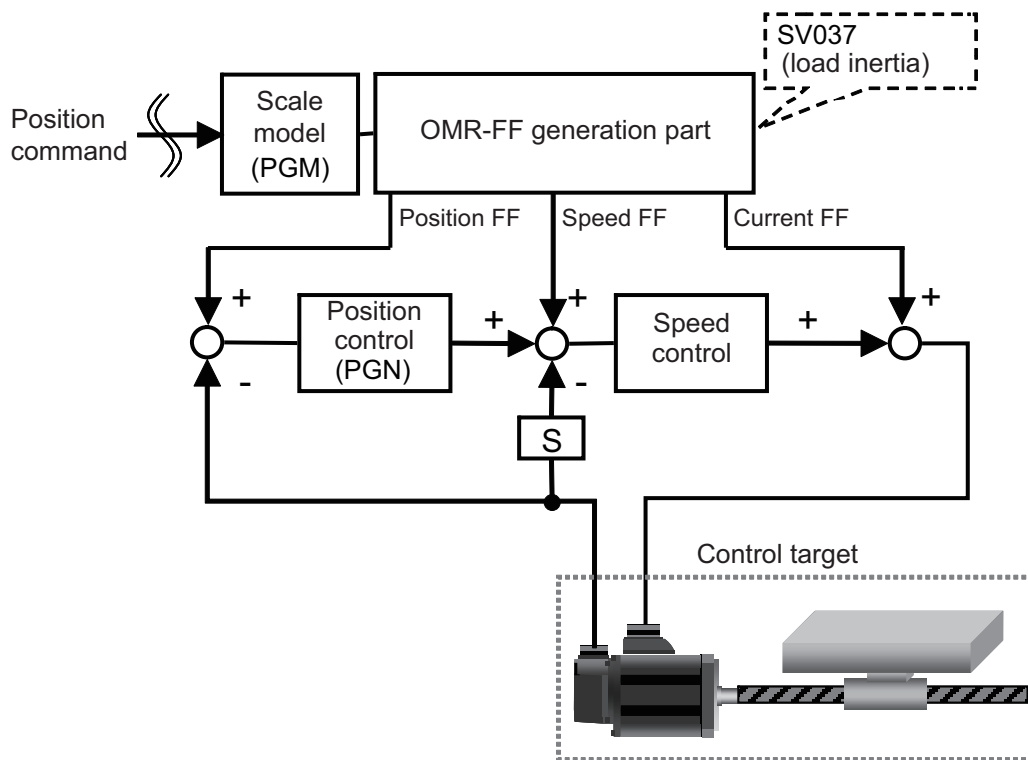 SV037
(load inertia)
Position
command
Scale
model
(PGM)
OMR-FF generation part
Position FF
Speed FF
Current FF
+
+
+
Position
control
(PGN)
+
Speed
control
+
-
-
S
Control target